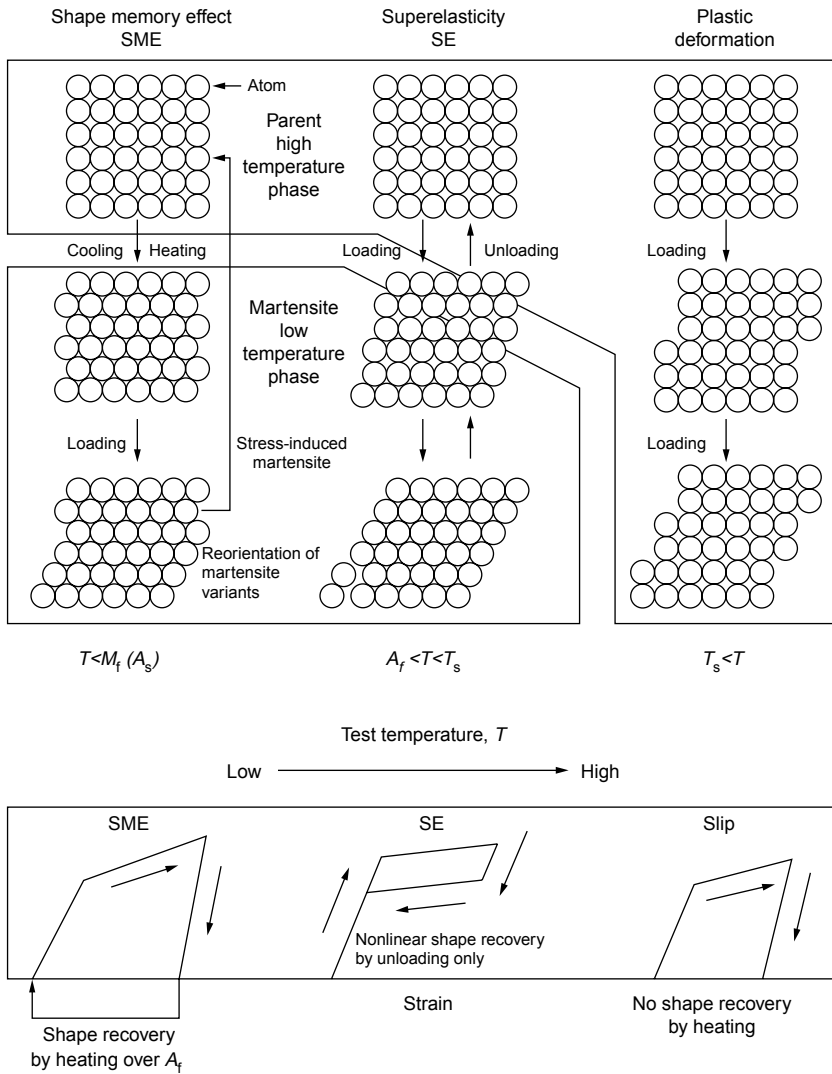 Shape memory effect
SME
Superelasticity
SE
Plastic
deformation
Atom
Parent
high
temperature
phase
Cooling
Heating
Loading
Unloading
Loading
Martensite
low
temperature
phase
Loading
Stress-induced
martensite
Loading
Reorientation of
martensite
variants
T<Mf (As)
Af <T<Ts
Ts<T
Test temperature, T
Low
High
SME
SE
Slip
Nonlinear shape recovery
by unloading only
Strain
No shape recovery
by heating
Shape recovery
by heating over Af